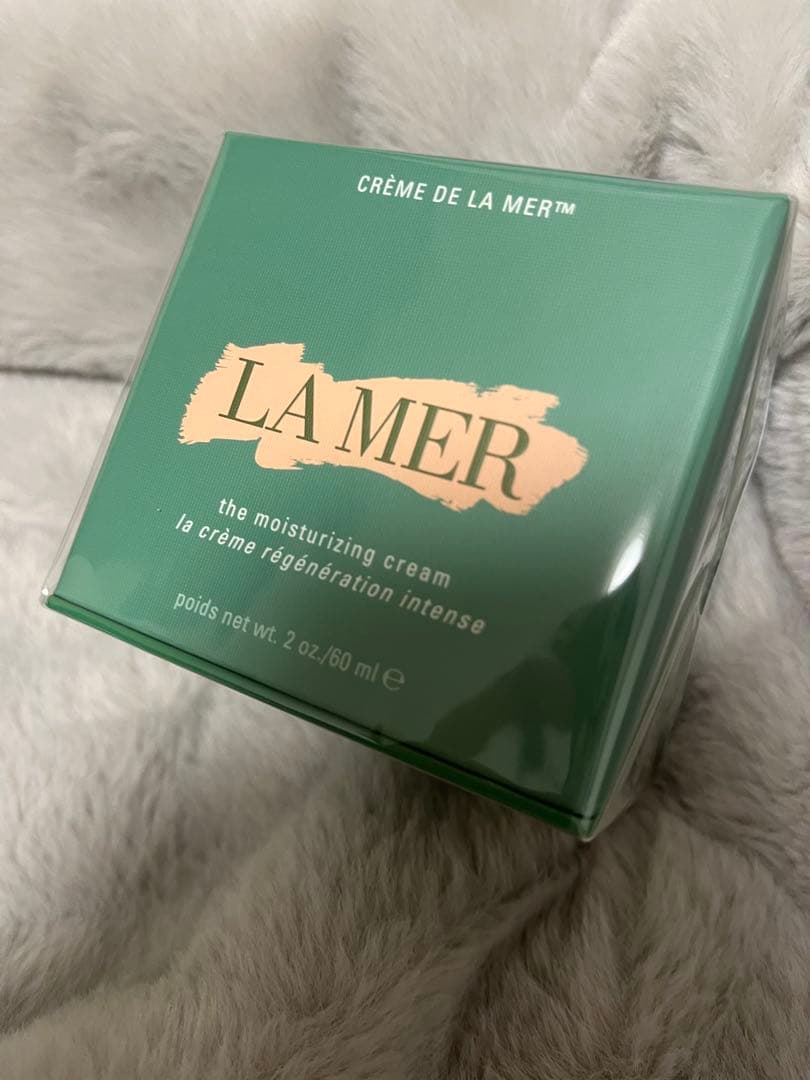 CRÈME DE LA MER™
LA MER
the moisturizing cream
la crème régénération intense
poids net wt. 2 oz./60 ml ℮